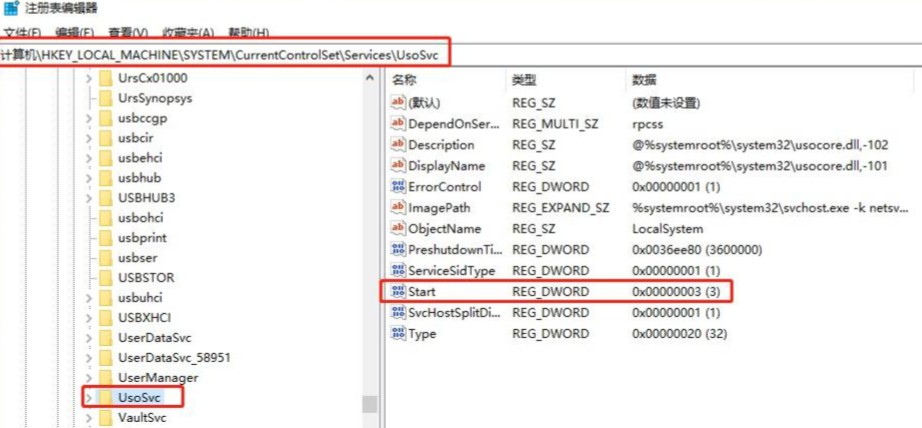 注册表编辑器
文件(F) 编辑(E) 查看(V) 收藏夹(A) 帮助(H)
计算机\HKEY_LOCAL_MACHINE\SYSTEM\CurrentControlSet\Services\UsoSvc
UrsCx01000
UrsSynopsys
usbccgp
usbcir
usbehci
usbhub
USBHUB3
usbohci
usbprint
usbser
USBSTOR
usbuhci
USBXHCI
UserDataSvc
UserDataSvc_58951
UserManager
UsoSvc
VaultSvc
名称 类型 数据
(默认) REG_SZ (数值未设置)
DependOnSer... REG_MULTI_SZ rpcss
Description REG_SZ @%systemroot%\system32\usocore.dll,-102
DisplayName REG_SZ @%systemroot%\system32\usocore.dll,-101
ErrorControl REG_DWORD 0x00000001 (1)
ImagePath REG_EXPAND_SZ %systemroot%\system32\svchost.exe -k netsv...
ObjectName REG_SZ LocalSystem
PreshutdownTi... REG_DWORD 0x0036ee80 (3600000)
ServiceSidType REG_DWORD 0x00000001 (1)
Start REG_DWORD 0x00000003 (3)
SvcHostSplitDi... REG_DWORD 0x00000001 (1)
Type REG_DWORD 0x00000020 (32)